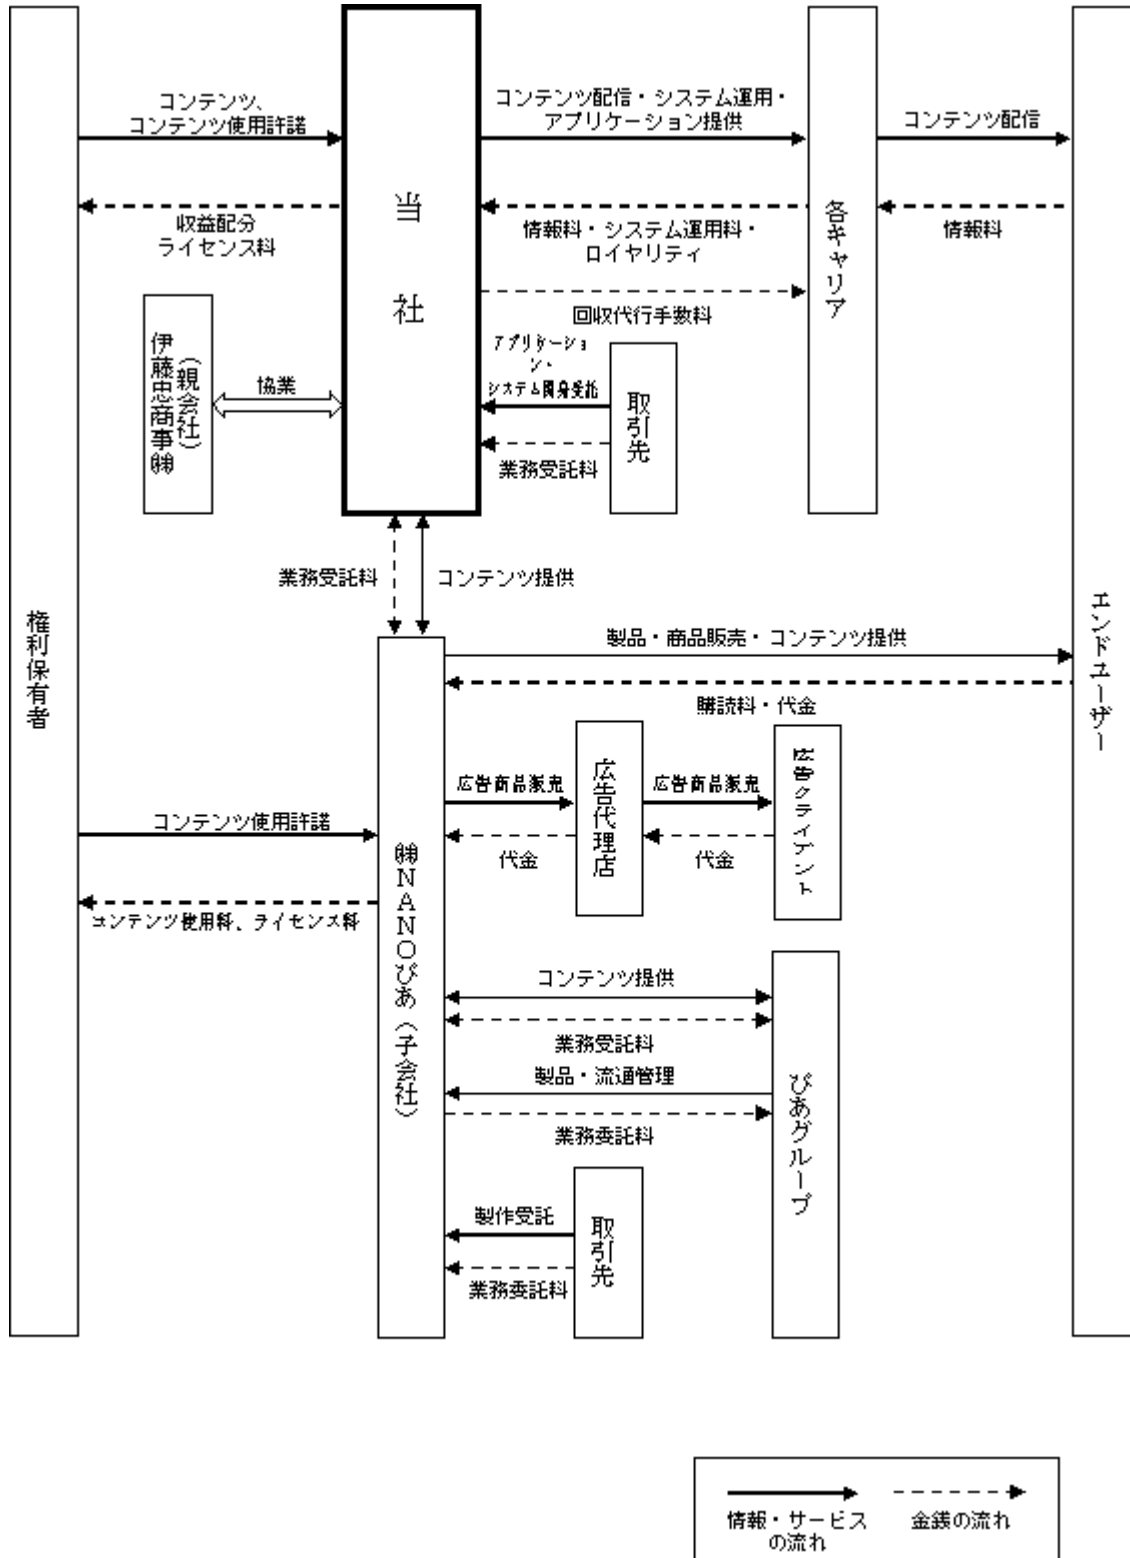 コンテンツ、
コンテンツ使用許諾
コンテンツ配信・システム運用・
アプリケーション提供
コンテンツ配信
当社
各キャリア
収益配分
ライセンス料
情報料・システム運用料・
ロイヤリティ
情報料
回収代行手数料
伊藤忠商事㈱
(親会社)
協業
アプリケーショ
ン・
システム開発受託
取引先
業務受託料
業務受託料
コンテンツ提供
権利保有者
エンドユーザー
製品・商品販売・コンテンツ提供
購読料・代金
広告商品販売
広告代理店
広告商品販売
広告クライアント
代金
代金
コンテンツ使用許諾
コンテンツ使用料、ライセンス料
㈱NANOぴあ(子会社)
コンテンツ提供
業務受託料
製品・流通管理
業務委託料
ぴあグループ
製作受託
取引先
業務委託料
情報・サービス
の流れ
金銭の流れ